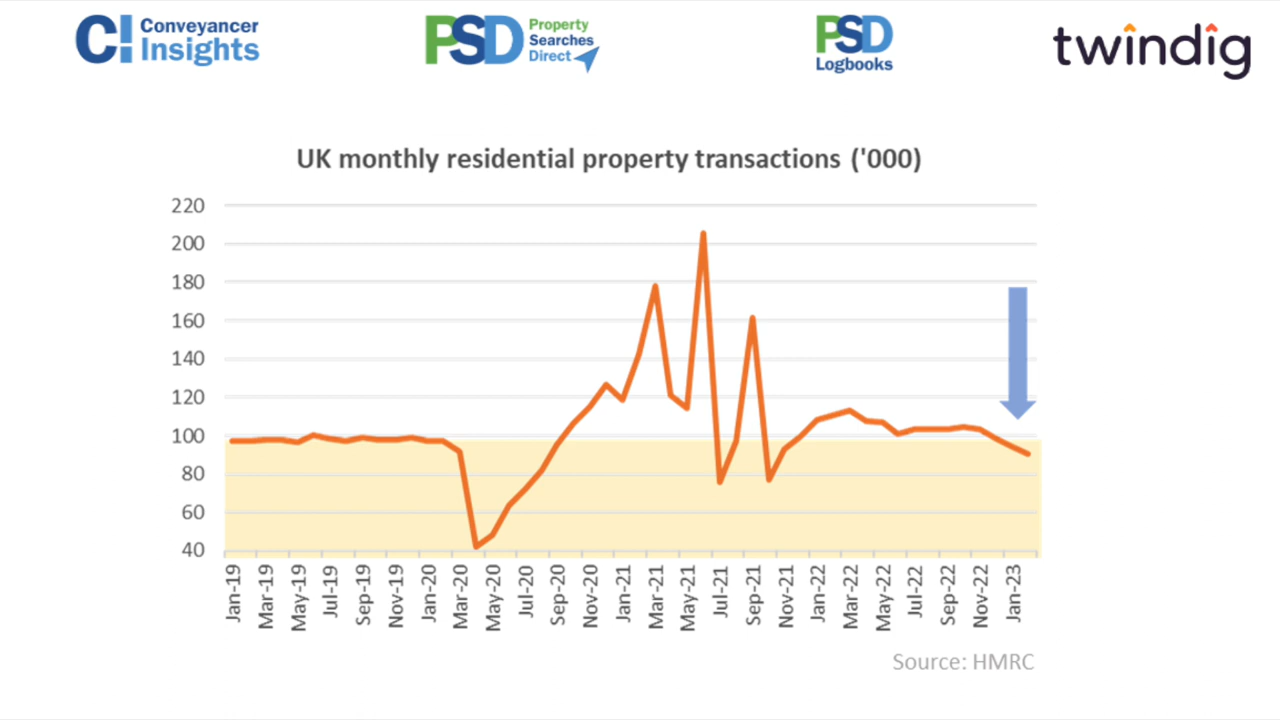 Conveyancer
CI Insights
PSD Property
Searches
Direct
PSD
Logbooks
twindig
UK monthly residential property transactions ('000)
220
200
180
160
140
120
100
80
60
40
Jan-19
Mar-19
May-19
Jul-19
Sep-19
Nov-19
Jan-20
Mar-20
May-20
Jul-20
Sep-20
Nov-20
Jan-21
Mar-21
May-21
Jul-21
Sep-21
Nov-21
Jan-22
Mar-22
May-22
Jul-22
Sep-22
Nov-22
Jan-23
Source: HMRC